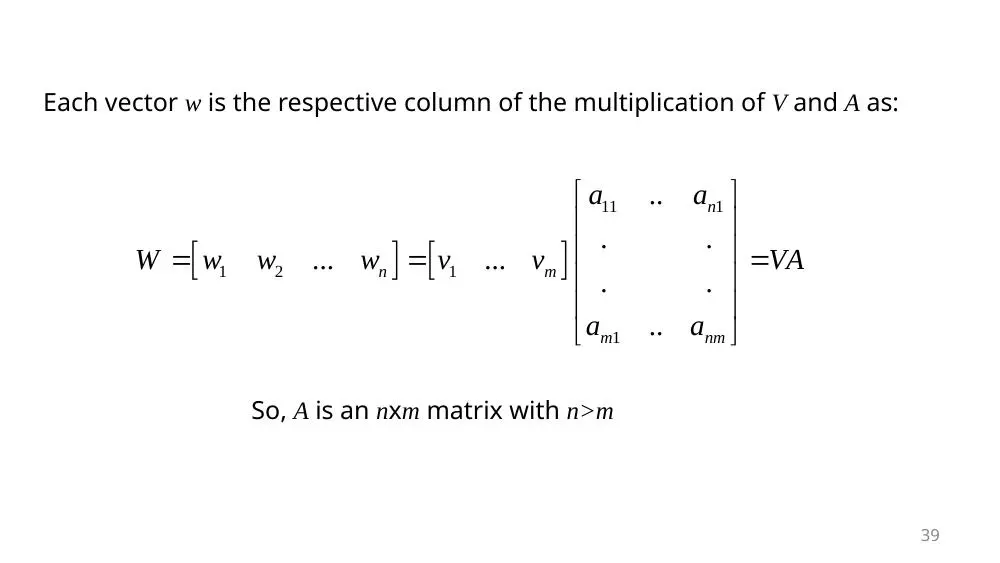 Each vector w is the respective column of the multiplication of V and A as:
W = [ w1 w2 ... wn ] = [ v1 ... vm ] [ a11 .. an1
. .
. .
am1 .. anm ] = VA
So, A is an nxm matrix with n>m
39